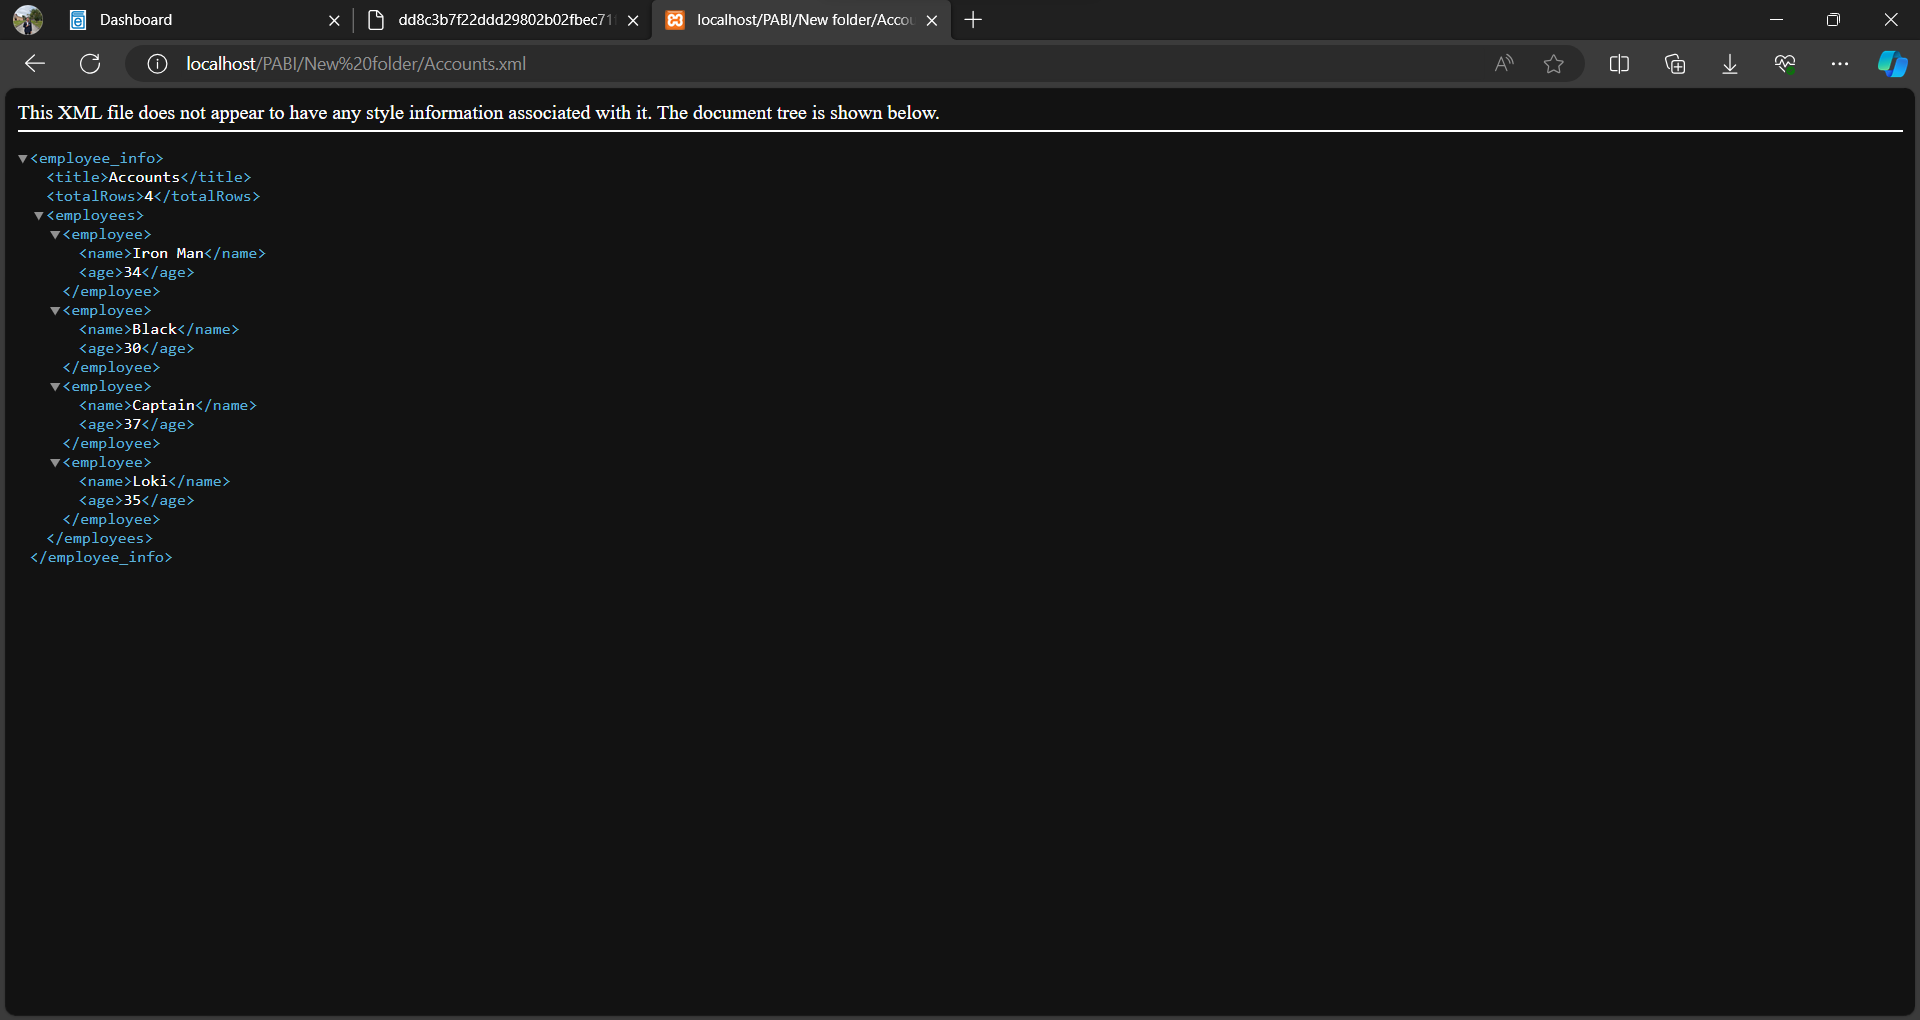 Dashboard
dd8c3b7f22ddd29802b02fbec71
localhost/PABI/New folder/Accou
localhost/PABI/New%20folder/Accounts.xml
This XML file does not appear to have any style information associated with it. The document tree is shown below.
<employee_info>
<title>Accounts</title>
<totalRows>4</totalRows>
<employees>
<employee>
<name>Iron Man</name>
<age>34</age>
</employee>
<employee>
<name>Black</name>
<age>30</age>
</employee>
<employee>
<name>Captain</name>
<age>37</age>
</employee>
<employee>
<name>Loki</name>
<age>35</age>
</employee>
</employees>
</employee_info>